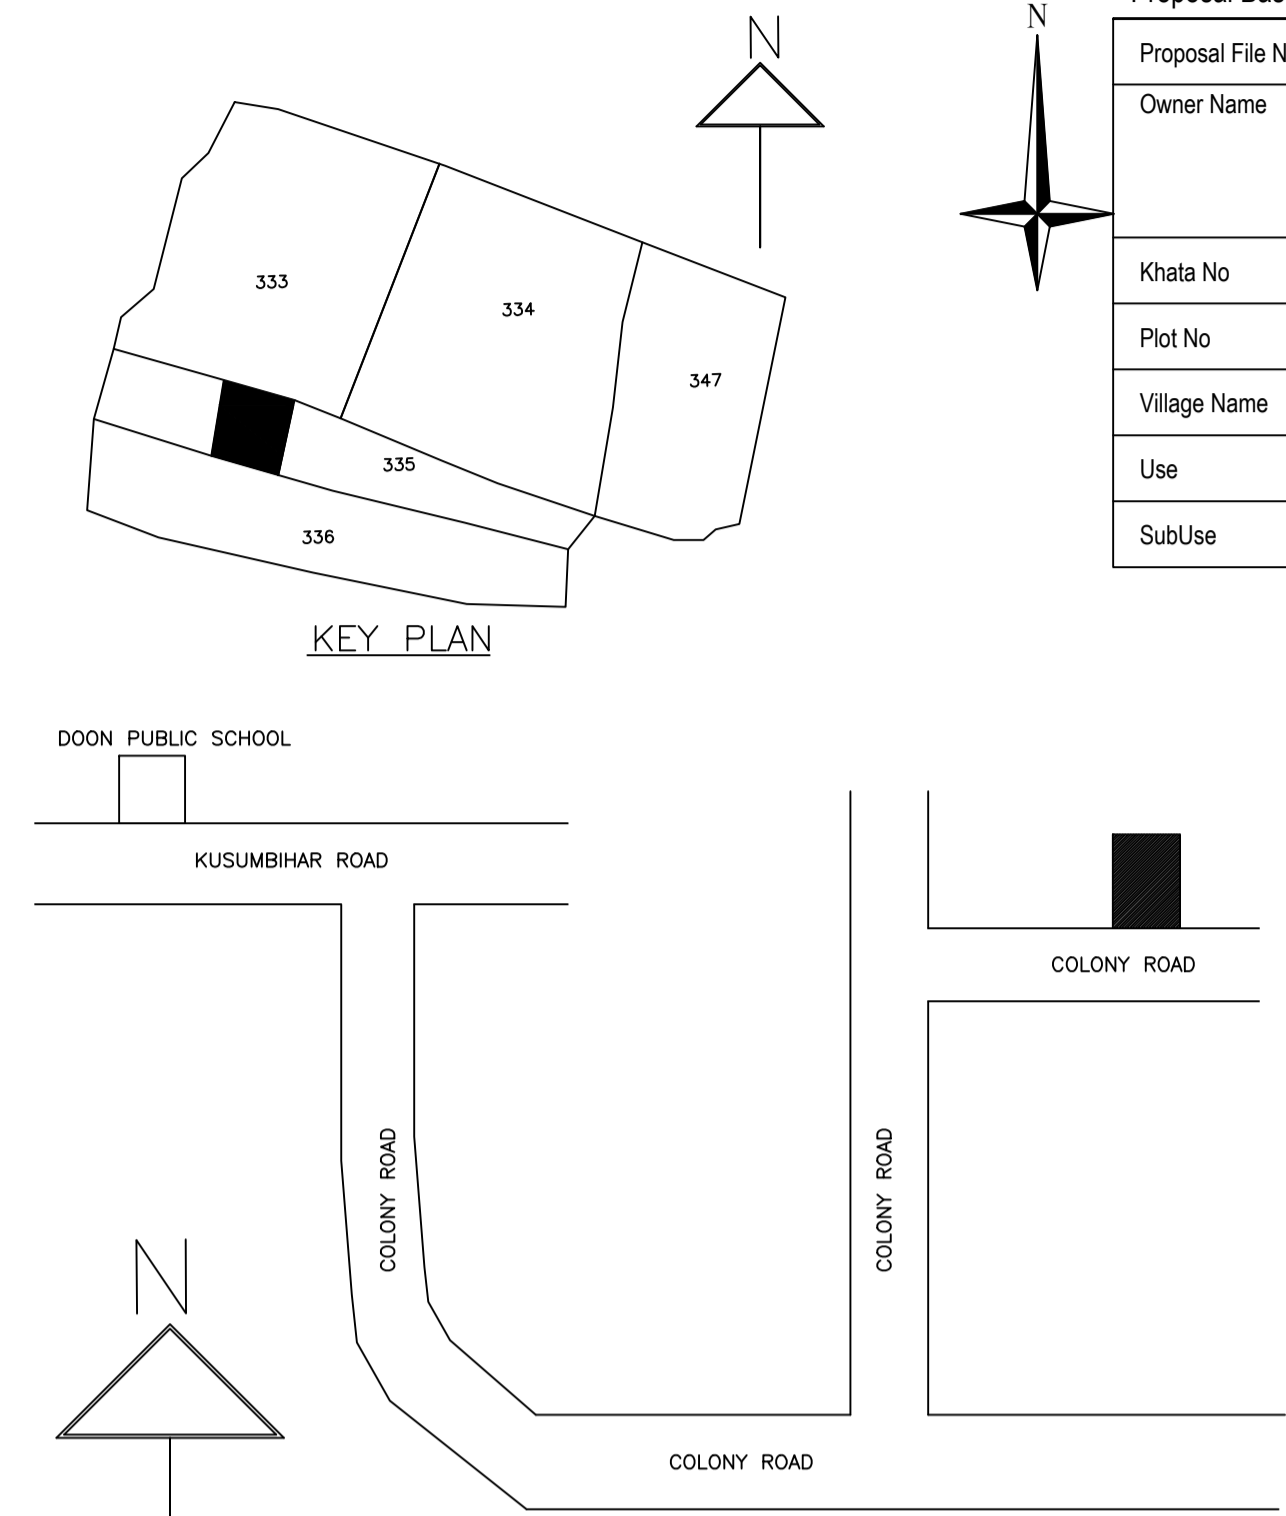 N
N
Proposal File N
Owner Name
Khata No
Plot No
Village Name
Use
SubUse
333
334
347
335
336
KEY PLAN
DOON PUBLIC SCHOOL
KUSUMBIHAR ROAD
COLONY ROAD
COLONY ROAD
COLONY ROAD
N
COLONY ROAD